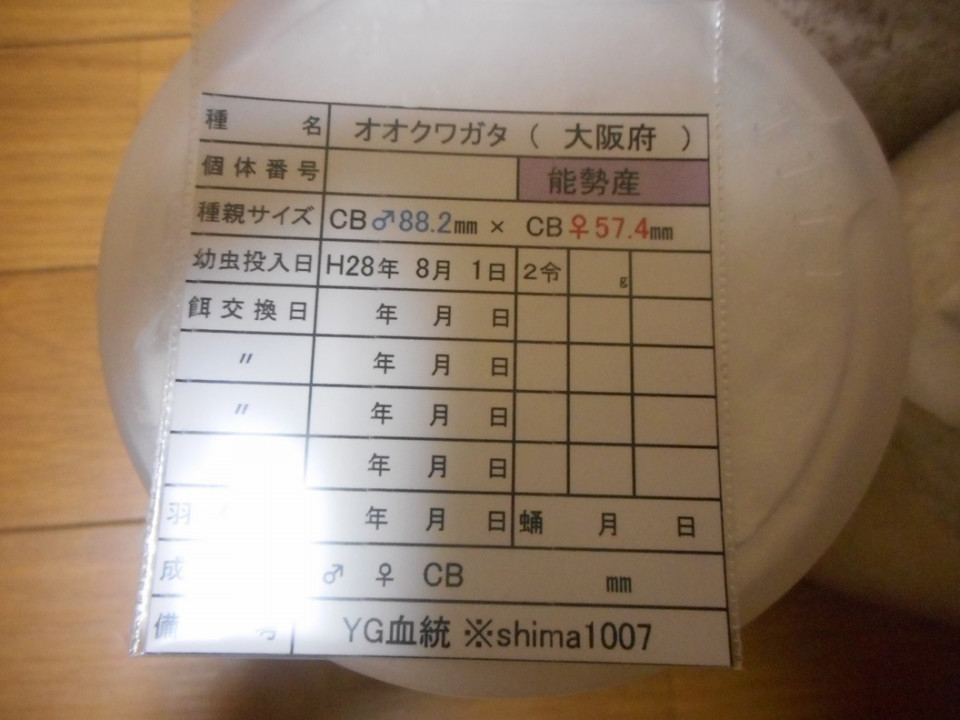 種名 オオクワガタ（ 大阪府 ）
個体番号 能勢産
種親サイズ CB♂88.2㎜ × CB♀57.4㎜
幼虫投入日 H28年 8月 1日 2令 g
餌交換日 年 月 日
〃 年 月 日
〃 年 月 日
年 月 日
羽 年 月 日 蛹 月 日
成 ♂ ♀ CB ㎜
備 YG血統 ※shima1007